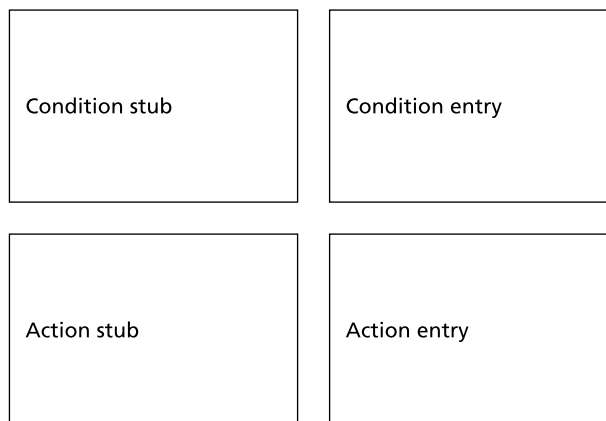 Condition stub
Condition entry
Action stub
Action entry